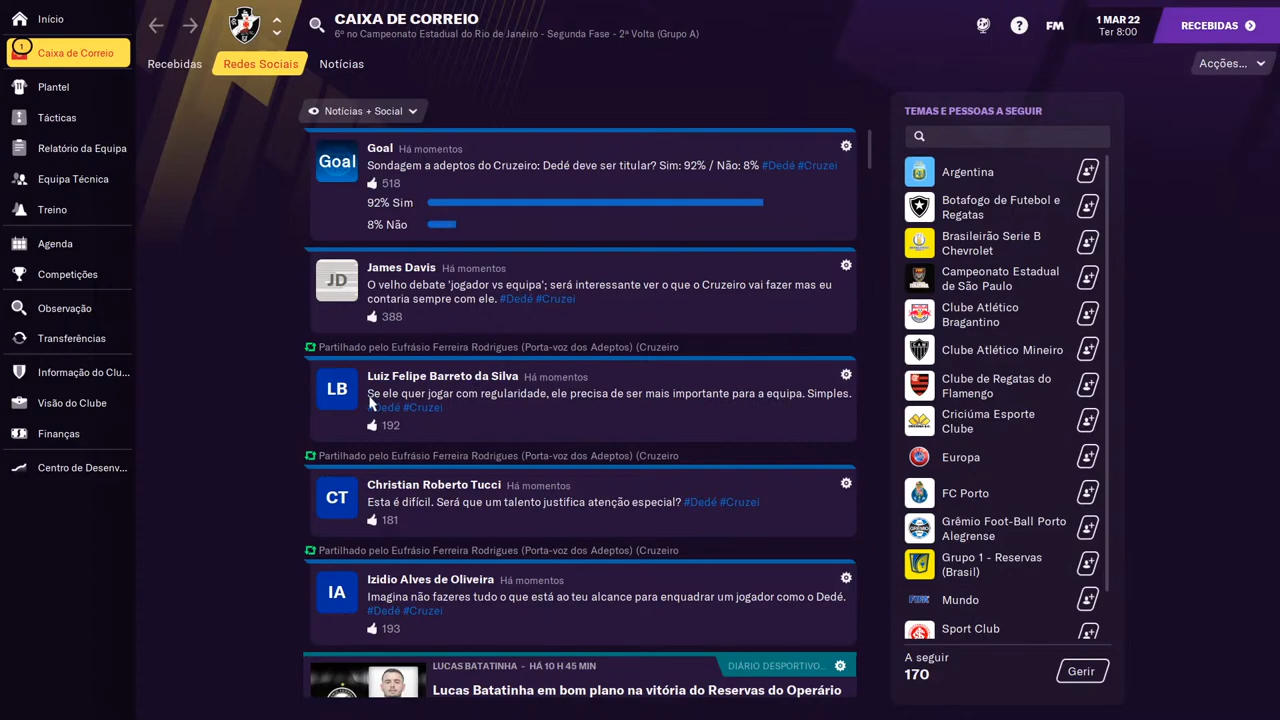 Início
CAIXA DE CORREIO
6º no Campeonato Estadual do Rio de Janeiro - Segunda Fase - 2ª Volta (Grupo A)
FM
1 MAR 22
Ter 8:00
RECEBIDAS
1
Caixa de Correio
Recebidas
Redes Sociais
Notícias
Acções...
Plantel
Tácticas
Relatório da Equipa
Equipa Técnica
Treino
Agenda
Competições
Observação
Transferências
Informação do Clu...
Visão do Clube
Finanças
Centro de Desenv...
Notícias + Social
Goal
Goal Há momentos
Sondagem a adeptos do Cruzeiro: Dedé deve ser titular? Sim: 92% / Não: 8% #Dedé #Cruzei
518
92% Sim
8% Não
JD
James Davis Há momentos
O velho debate 'jogador vs equipa'; será interessante ver o que o Cruzeiro vai fazer mas eu
contaria sempre com ele. #Dedé #Cruzei
388
Partilhado pelo Eufrásio Ferreira Rodrigues (Porta-voz dos Adeptos) (Cruzeiro
LB
Luiz Felipe Barreto da Silva Há momentos
Se ele quer jogar com regularidade, ele precisa de ser mais importante para a equipa. Simples.
#Dedé #Cruzei
192
Partilhado pelo Eufrásio Ferreira Rodrigues (Porta-voz dos Adeptos) (Cruzeiro
CT
Christian Roberto Tucci Há momentos
Esta é difícil. Será que um talento justifica atenção especial? #Dedé #Cruzei
181
Partilhado pelo Eufrásio Ferreira Rodrigues (Porta-voz dos Adeptos) (Cruzeiro
IA
Izidio Alves de Oliveira Há momentos
Imagina não fazeres tudo o que está ao teu alcance para enquadrar um jogador como o Dedé.
#Dedé #Cruzei
193
LUCAS BATATINHA - HÁ 10 H 45 MIN
DIÁRIO DESPORTIVO...
Lucas Batatinha em bom plano na vitória do Reservas do Operário
TEMAS E PESSOAS A SEGUIR
Argentina
Botafogo de Futebol e
Regatas
Brasileirão Serie B
Chevrolet
Campeonato Estadual
de São Paulo
Clube Atlético
Bragantino
Clube Atlético Mineiro
Clube de Regatas do
Flamengo
Criciúma Esporte
Clube
Europa
FC Porto
Grêmio Foot-Ball Porto
Alegrense
Grupo 1 - Reservas
(Brasil)
Mundo
Sport Club
A seguir
170
Gerir